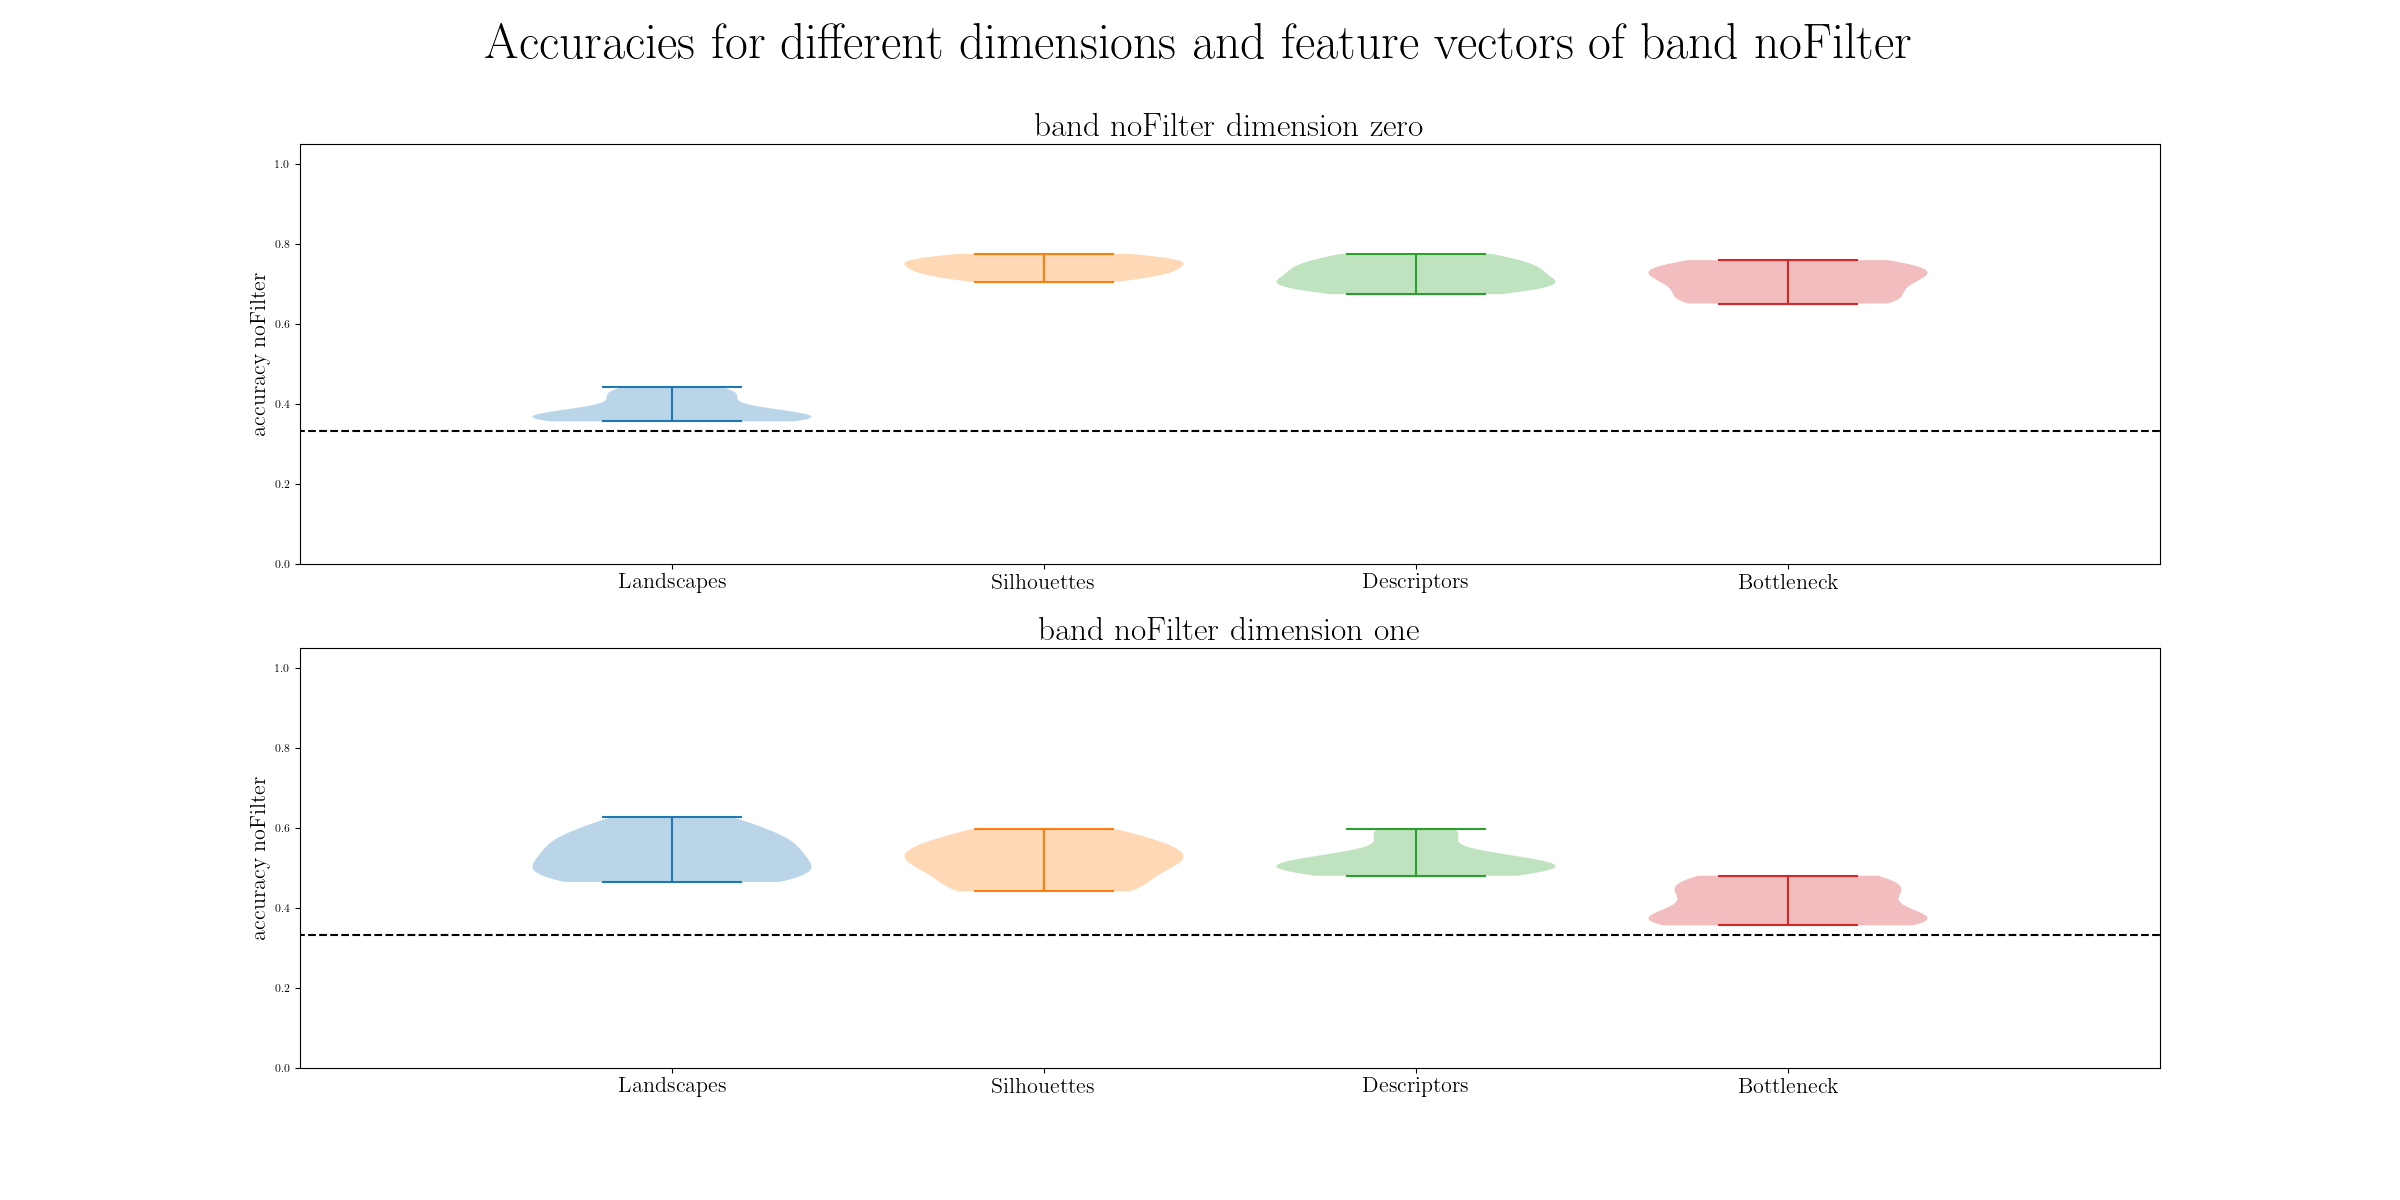 Accuracies for different dimensions and feature vectors of band noFilter
band noFilter dimension zero
accuracy noFilter
1.0
0.8
0.6
0.4
0.2
0.0
Landscapes Silhouettes Descriptors Bottleneck
band noFilter dimension one
accuracy noFilter
1.0
0.8
0.6
0.4
0.2
0.0
Landscapes Silhouettes Descriptors Bottleneck